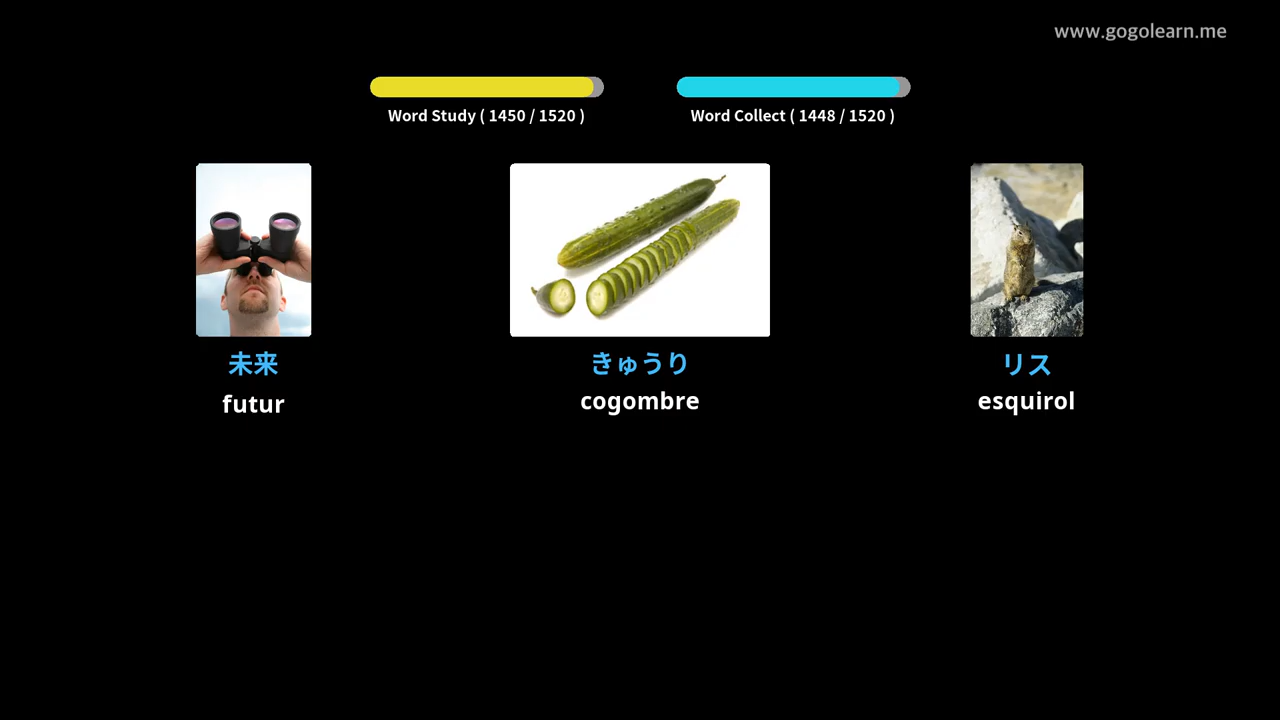 www.gogolearn.me
Word Study ( 1450 / 1520 )
Word Collect ( 1448 / 1520 )
未来
きゅうり
リス
futur
cogombre
esquirol